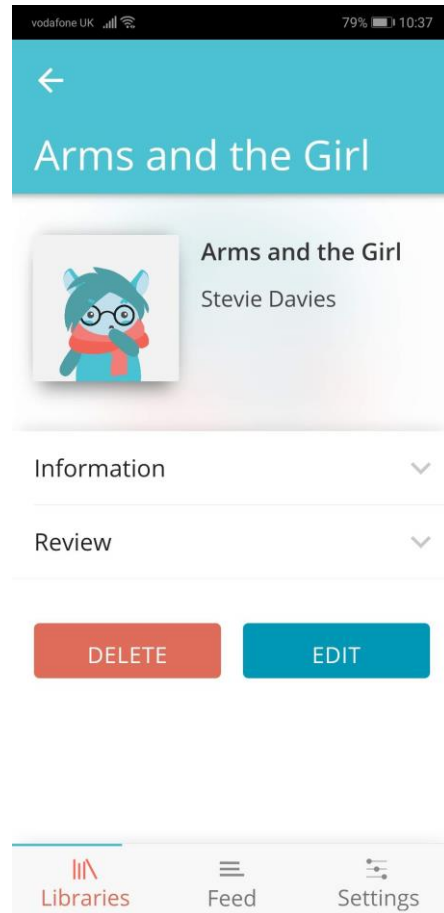 vodafone UK 79% 10:37
Arms and the Girl
Arms and the Girl
Stevie Davies
Information
Review
DELETE EDIT
Libraries Feed Settings